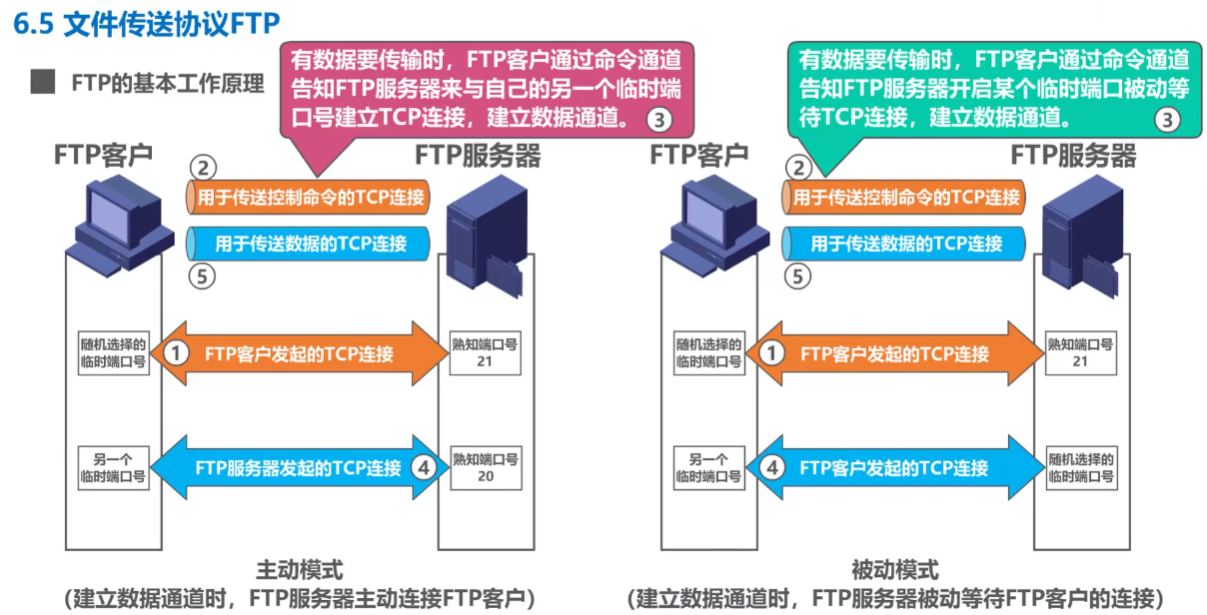 6.5 文件传送协议FTP
FTP的基本工作原理
有数据要传输时，FTP客户通过命令通道
告知FTP服务器来与自己的另一个临时端
口号建立TCP连接，建立数据通道。 ③
FTP客户
FTP服务器
②
用于传送控制命令的TCP连接
用于传送数据的TCP连接
⑤
随机选择的
临时端口号
① FTP客户发起的TCP连接
熟知端口号
21
另一个
临时端口号
FTP服务器发起的TCP连接 ④
熟知端口号
20
主动模式
(建立数据通道时，FTP服务器主动连接FTP客户)
有数据要传输时，FTP客户通过命令通道
告知FTP服务器开启某个临时端口被动等
待TCP连接，建立数据通道。 ③
FTP客户
FTP服务器
②
用于传送控制命令的TCP连接
用于传送数据的TCP连接
⑤
随机选择的
临时端口号
① FTP客户发起的TCP连接
熟知端口号
21
另一个
临时端口号
④ FTP客户发起的TCP连接
随机选择的
临时端口号
被动模式
(建立数据通道时，FTP服务器被动等待FTP客户的连接)